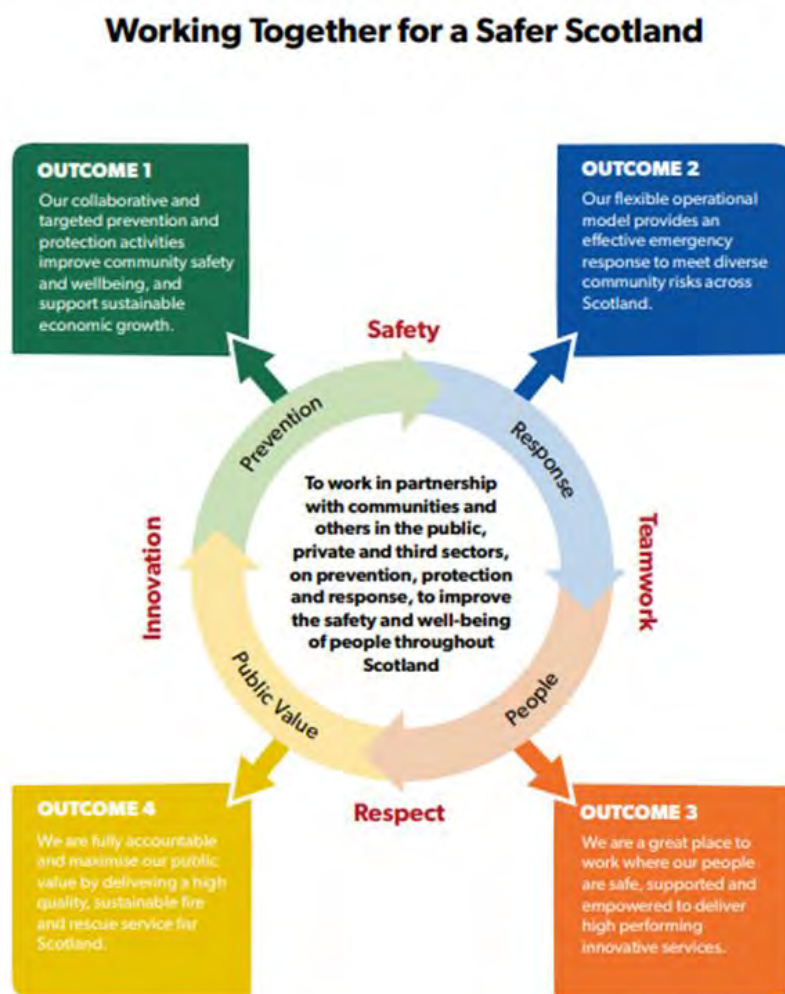 Working Together for a Safer Scotland
OUTCOME 1
Our collaborative and
targeted prevention and
protection activities
improve community safety
and wellbeing, and
support sustainable
economic growth.
OUTCOME 2
Our flexible operational
model provides an
effective emergency
response to meet diverse
community risks across
Scotland.
Safety
Prevention
Response
Innovation
To work in partnership
with communities and
others in the public,
private and third sectors,
on prevention, protection
and response, to improve
the safety and well-being
of people throughout
Scotland
Teamwork
Public Value
People
Respect
OUTCOME 4
We are fully accountable
and maximise our public
value by delivering a high
quality, sustainable fire
and rescue service for
Scotland.
OUTCOME 3
We are a great place to
work where our people
are safe, supported and
empowered to deliver
high performing
innovative services.